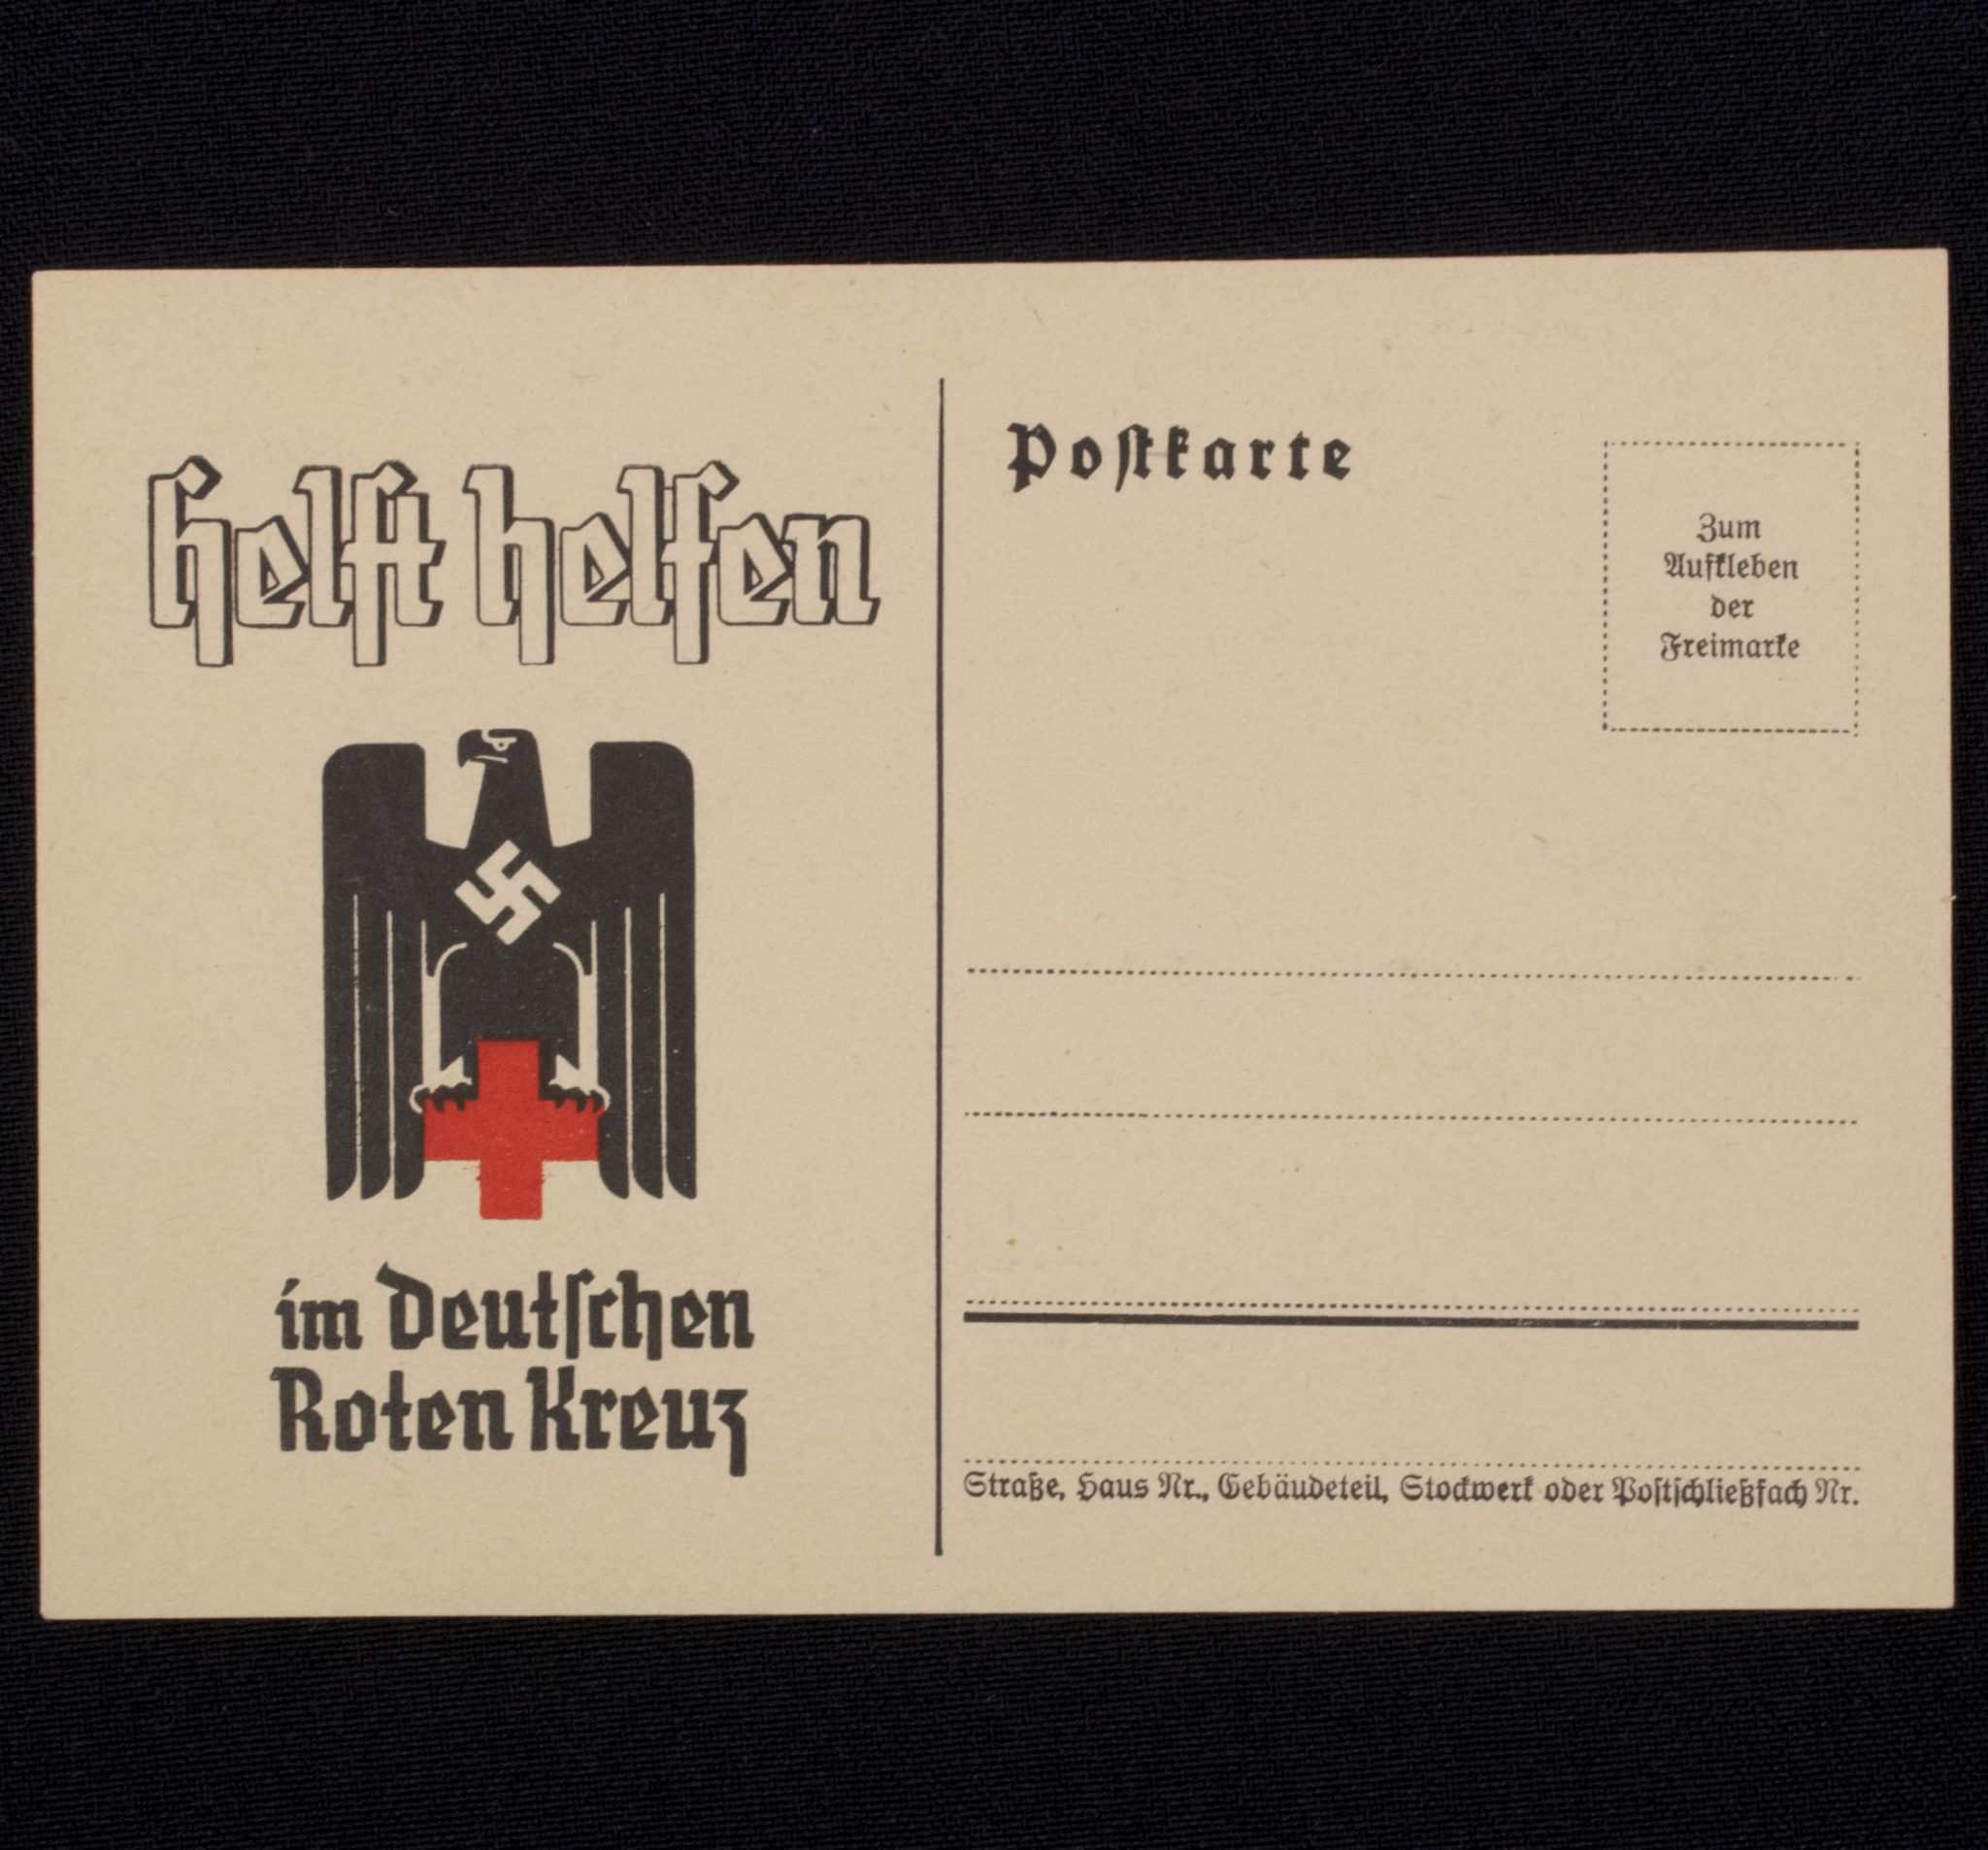 helft helfen
im Deutschen
Roten Kreuz
Postkarte
Zum
Aufkleben
der
Freimarke
Straße, Haus Nr., Gebäudeteil, Stockwerk oder Postschließfach Nr.